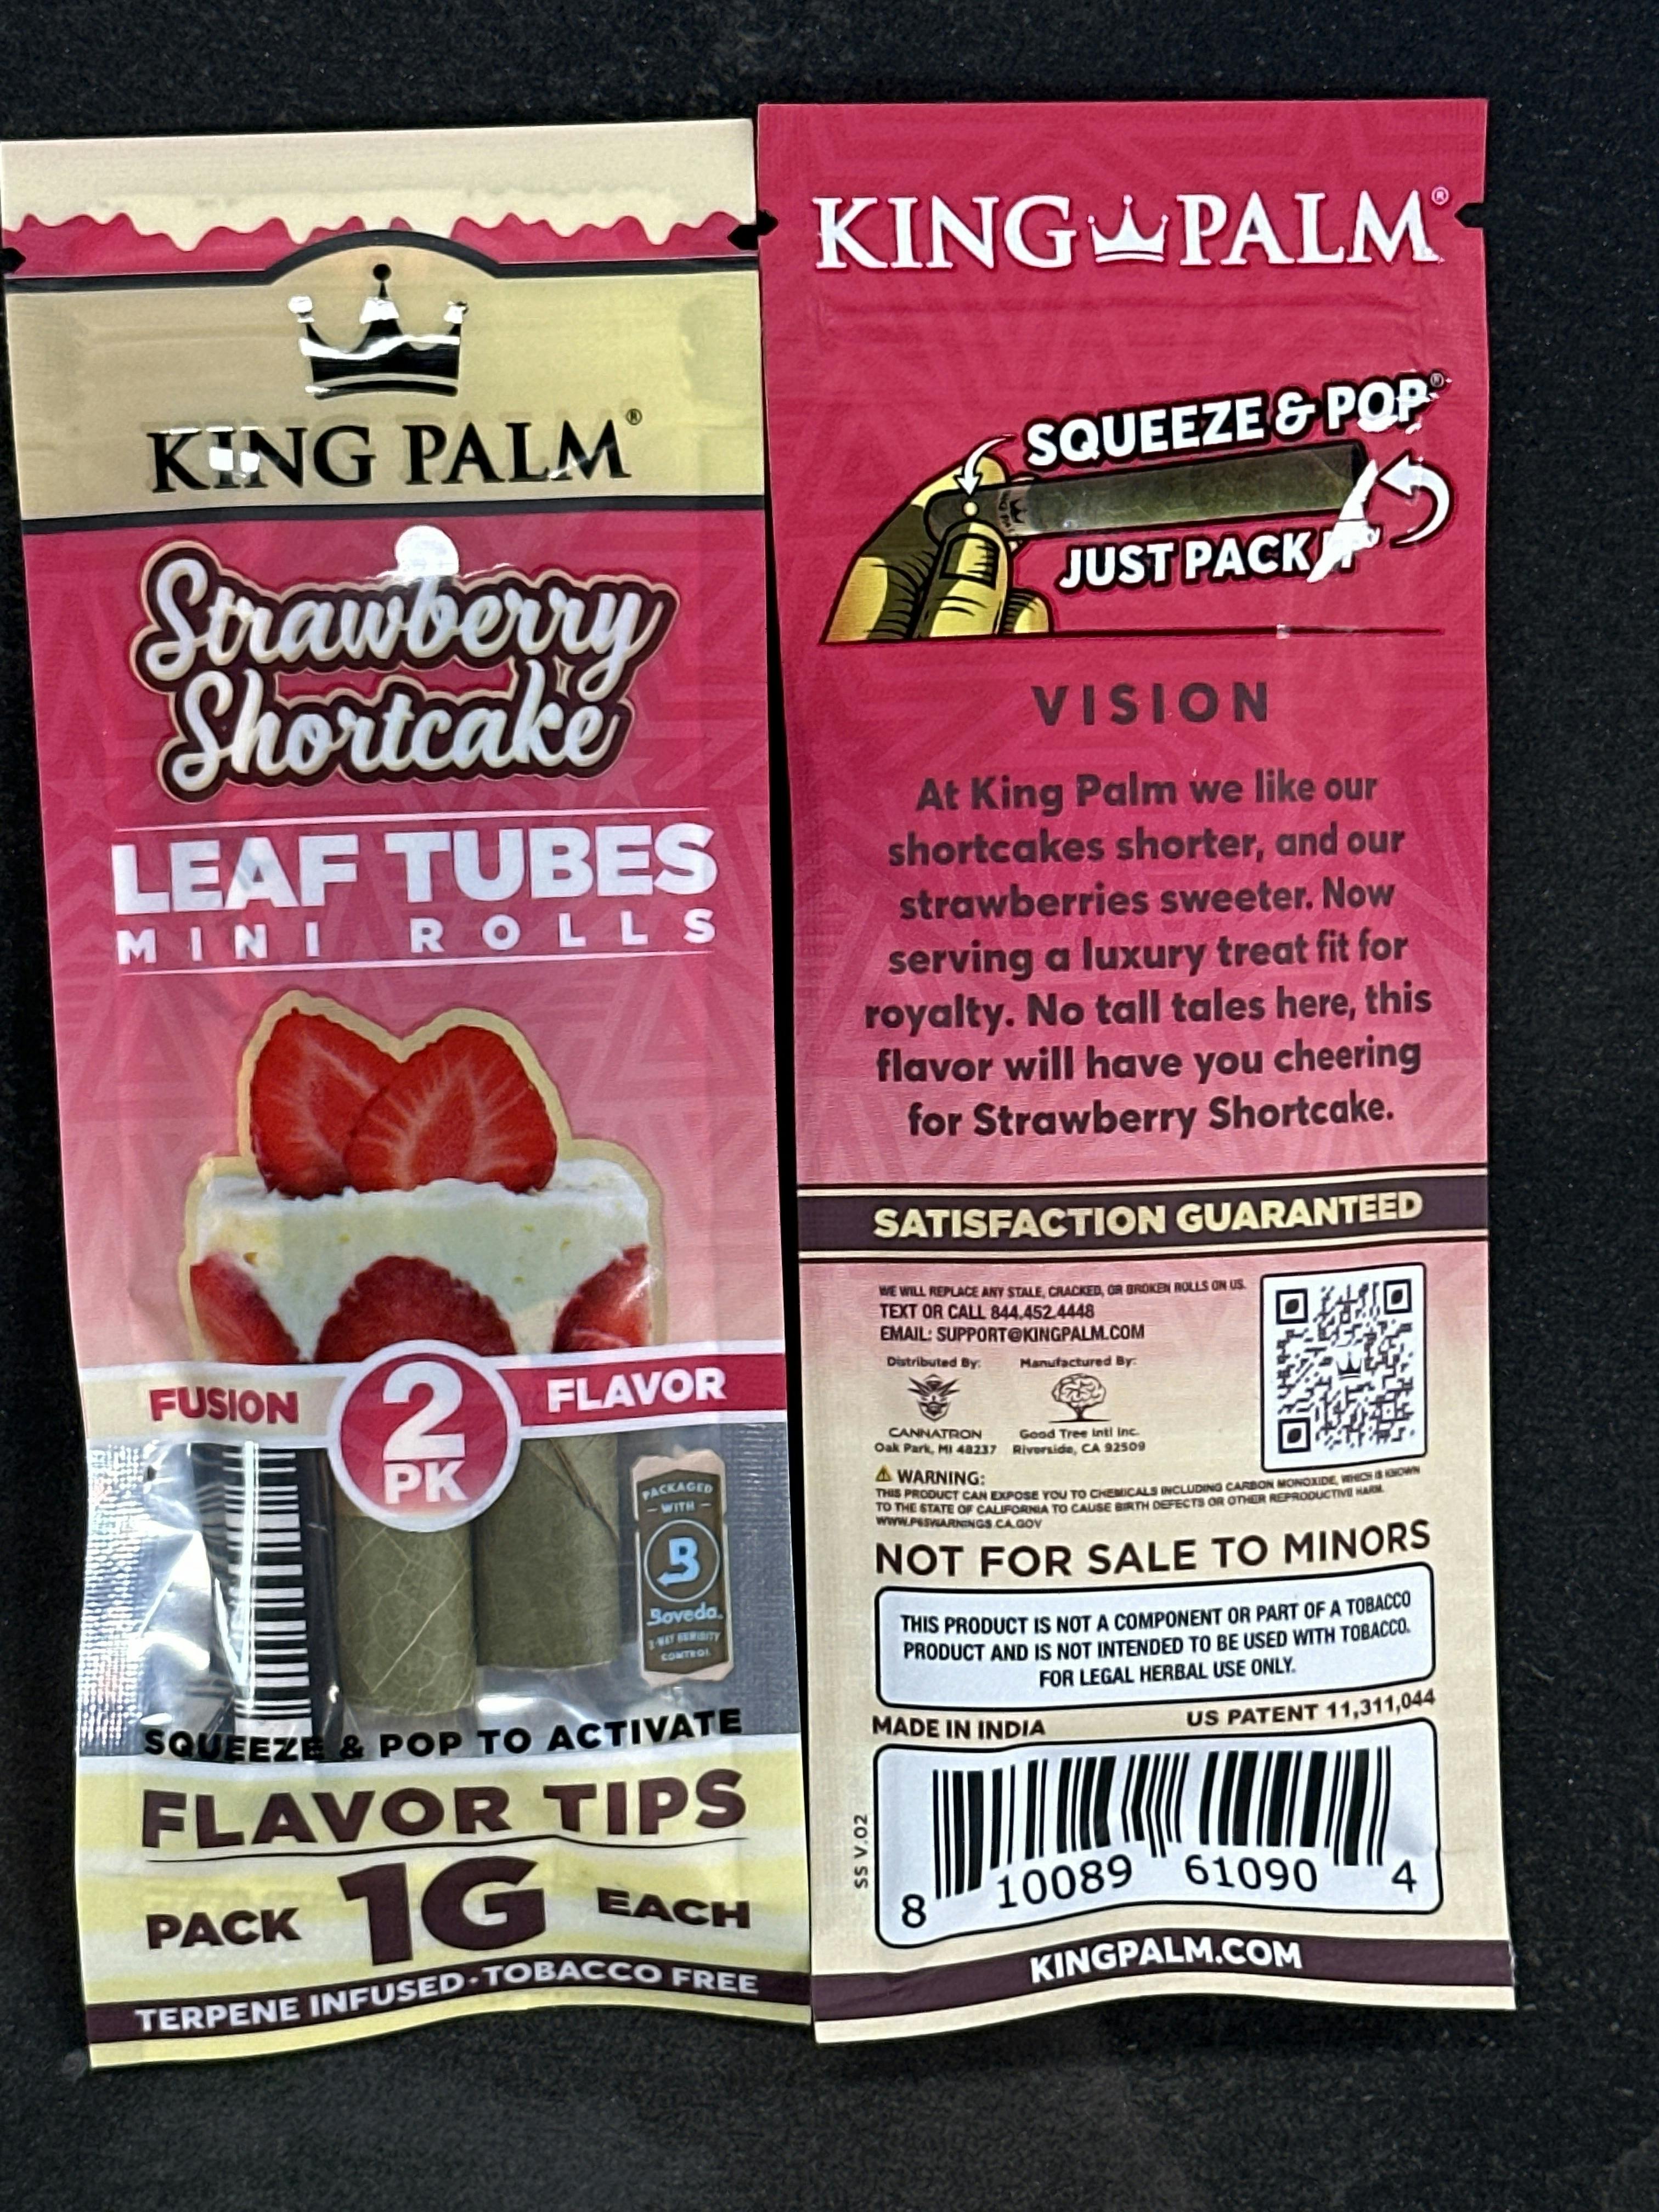 KING PALM®
Strawberry
Shortcake
LEAF TUBES
MINI ROLLS
FUSION
2
PK
FLAVOR
PACKAGED
WITH
B
Boveda.
2-WAY HUMIDITY
CONTROL
SQUEEZE & POP TO ACTIVATE
FLAVOR TIPS
PACK 1G EACH
TERPENE INFUSED · TOBACCO FREE
KING PALM®
SQUEEZE & POP®
JUST PACK IT
VISION
At King Palm we like our
shortcakes shorter, and our
strawberries sweeter. Now
serving a luxury treat fit for
royalty. No tall tales here, this
flavor will have you cheering
for Strawberry Shortcake.
SATISFACTION GUARANTEED
WE WILL REPLACE ANY STALE, CRACKED, OR BROKEN ROLLS ON US.
TEXT OR CALL 844.452.4448
EMAIL: SUPPORT@KINGPALM.COM
Distributed By: Manufactured By:
CANNATRON Good Tree Intl Inc.
Oak Park, MI 48237 Riverside, CA 92509
WARNING:
THIS PRODUCT CAN EXPOSE YOU TO CHEMICALS INCLUDING CARBON MONOXIDE, WHICH IS KNOWN
TO THE STATE OF CALIFORNIA TO CAUSE BIRTH DEFECTS OR OTHER REPRODUCTIVE HARM.
WWW.P65WARNINGS.CA.GOV
NOT FOR SALE TO MINORS
THIS PRODUCT IS NOT A COMPONENT OR PART OF A TOBACCO
PRODUCT AND IS NOT INTENDED TO BE USED WITH TOBACCO.
FOR LEGAL HERBAL USE ONLY.
MADE IN INDIA US PATENT 11,311,044
SS V.02
8 10089 61090 4
KINGPALM.COM